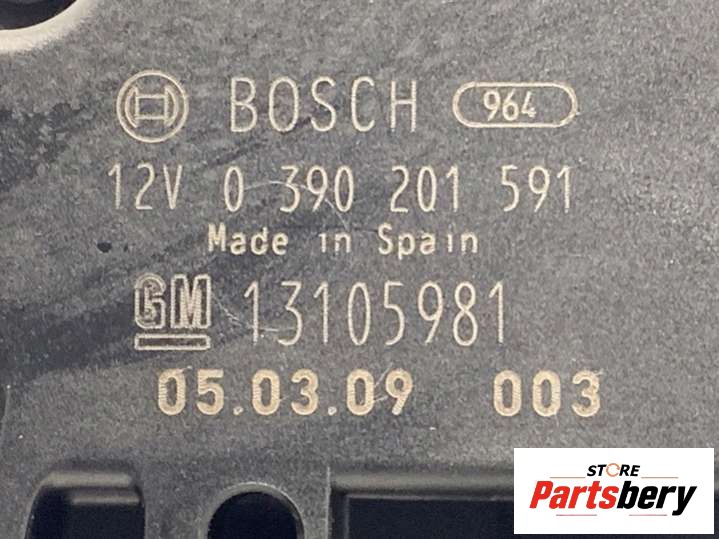 BOSCH 964
12V 0 390 201 591
Made in Spain
GM 13105981
05.03.09 003
STORE
Partsbery